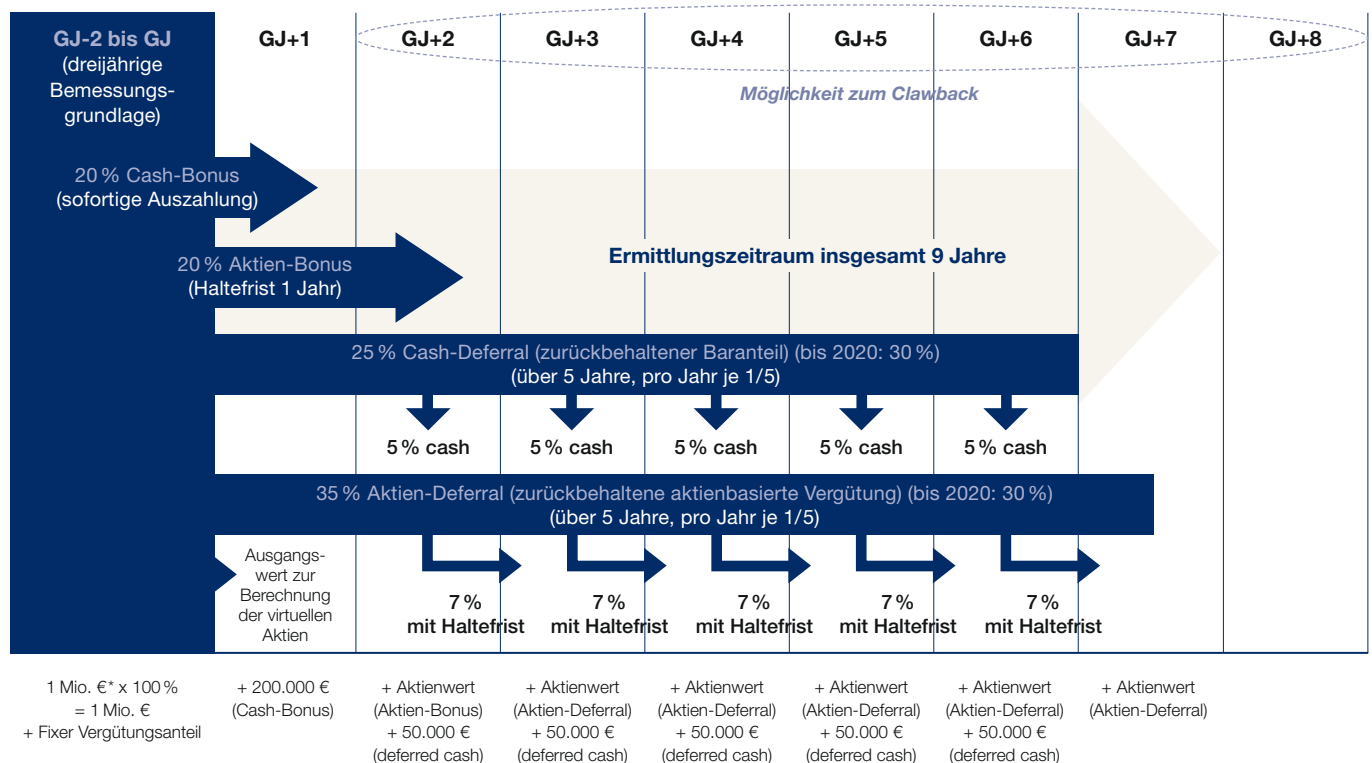 GJ-2 bis GJ
(dreijährige
Bemessungs-
grundlage)
GJ+1
GJ+2
GJ+3
GJ+4
GJ+5
GJ+6
GJ+7
GJ+8
Möglichkeit zum Clawback
20 % Cash-Bonus
(sofortige Auszahlung)
20 % Aktien-Bonus
(Haltefrist 1 Jahr)
Ermittlungszeitraum insgesamt 9 Jahre
25 % Cash-Deferral (zurückbehaltener Baranteil) (bis 2020: 30 %)
(über 5 Jahre, pro Jahr je 1/5)
5 % cash
5 % cash
5 % cash
5 % cash
5 % cash
35 % Aktien-Deferral (zurückbehaltene aktienbasierte Vergütung) (bis 2020: 30 %)
(über 5 Jahre, pro Jahr je 1/5)
Ausgangs-
wert zur
Berechnung
der virtuellen
Aktien
7 %
mit Haltefrist
7 %
mit Haltefrist
7 %
mit Haltefrist
7 %
mit Haltefrist
7 %
mit Haltefrist
1 Mio. €* x 100 %
= 1 Mio. €
+ Fixer Vergütungsanteil
+ 200.000 €
(Cash-Bonus)
+ Aktienwert
(Aktien-Bonus)
+ 50.000 €
(deferred cash)
+ Aktienwert
(Aktien-Deferral)
+ 50.000 €
(deferred cash)
+ Aktienwert
(Aktien-Deferral)
+ 50.000 €
(deferred cash)
+ Aktienwert
(Aktien-Deferral)
+ 50.000 €
(deferred cash)
+ Aktienwert
(Aktien-Deferral)
+ 50.000 €
(deferred cash)
+ Aktienwert
(Aktien-Deferral)